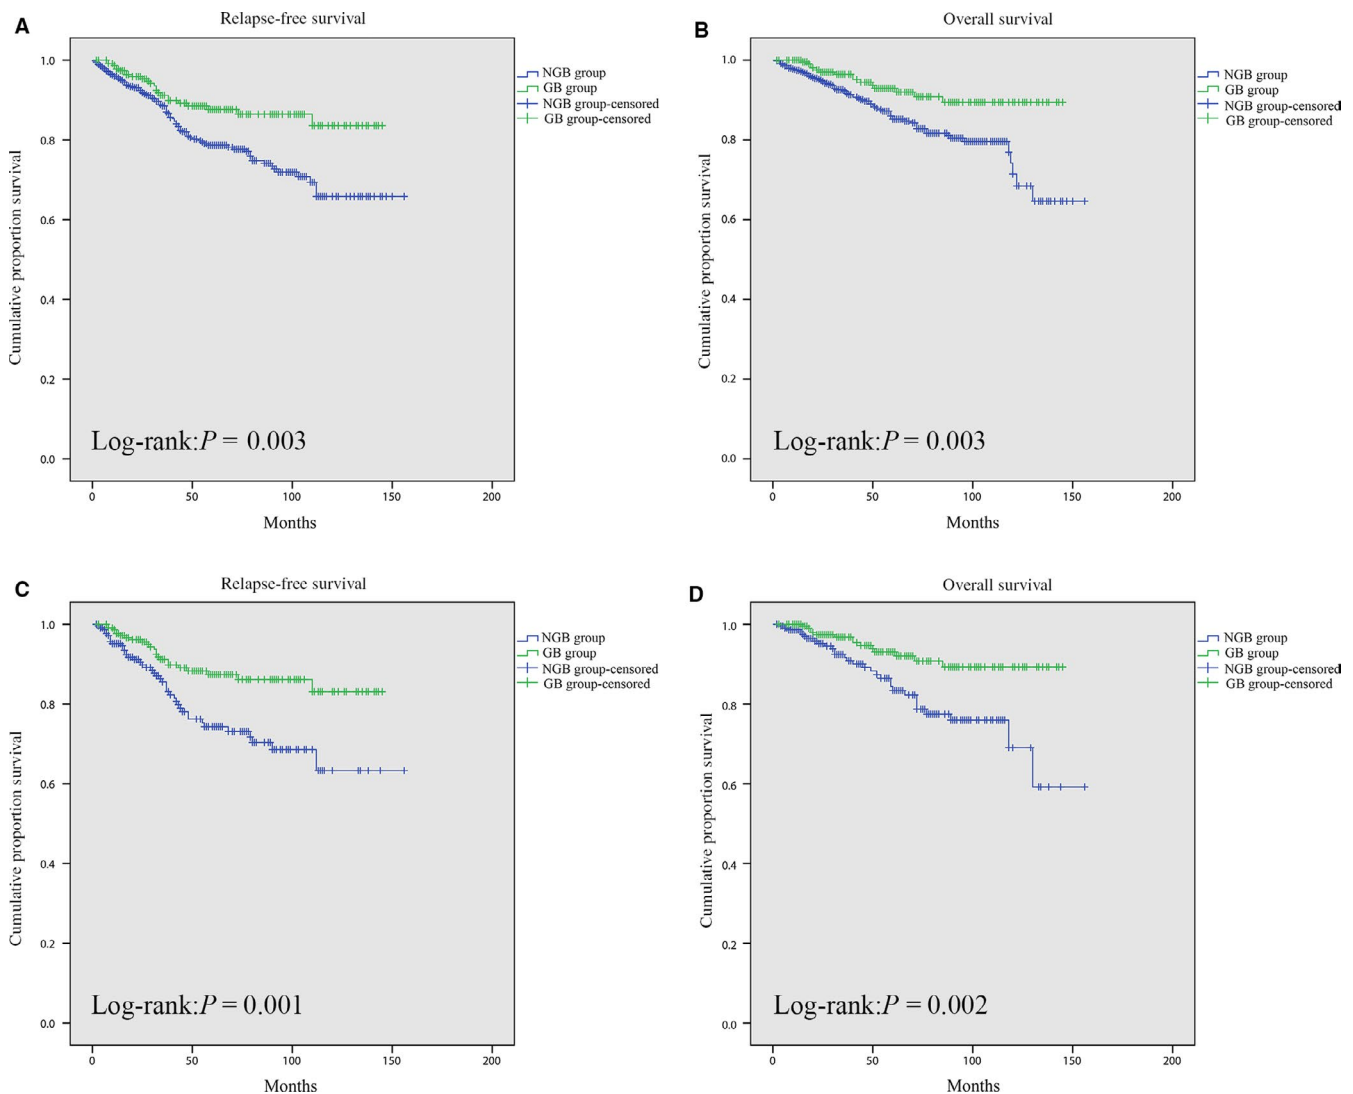 A
Relapse-free survival
Cumulative proportion survival
1.0
0.8
0.6
0.4
0.2
0.0
NGB group
GB group
NGB group-censored
GB group-censored
Log-rank:P = 0.003
0 50 100 150 200
Months
B
Overall survival
Cumulative proportion survival
1.0
0.8
0.6
0.4
0.2
0.0
NGB group
GB group
NGB group-censored
GB group-censored
Log-rank:P = 0.003
0 50 100 150 200
Months
C
Relapse-free survival
Cumulative proportion survival
1.0
0.8
0.6
0.4
0.2
0.0
NGB group
GB group
NGB group-censored
GB group-censored
Log-rank:P = 0.001
0 50 100 150 200
Months
D
Overall survival
Cumulative proportion survival
1.0
0.8
0.6
0.4
0.2
0.0
NGB group
GB group
NGB group-censored
GB group-censored
Log-rank:P = 0.002
0 50 100 150 200
Months